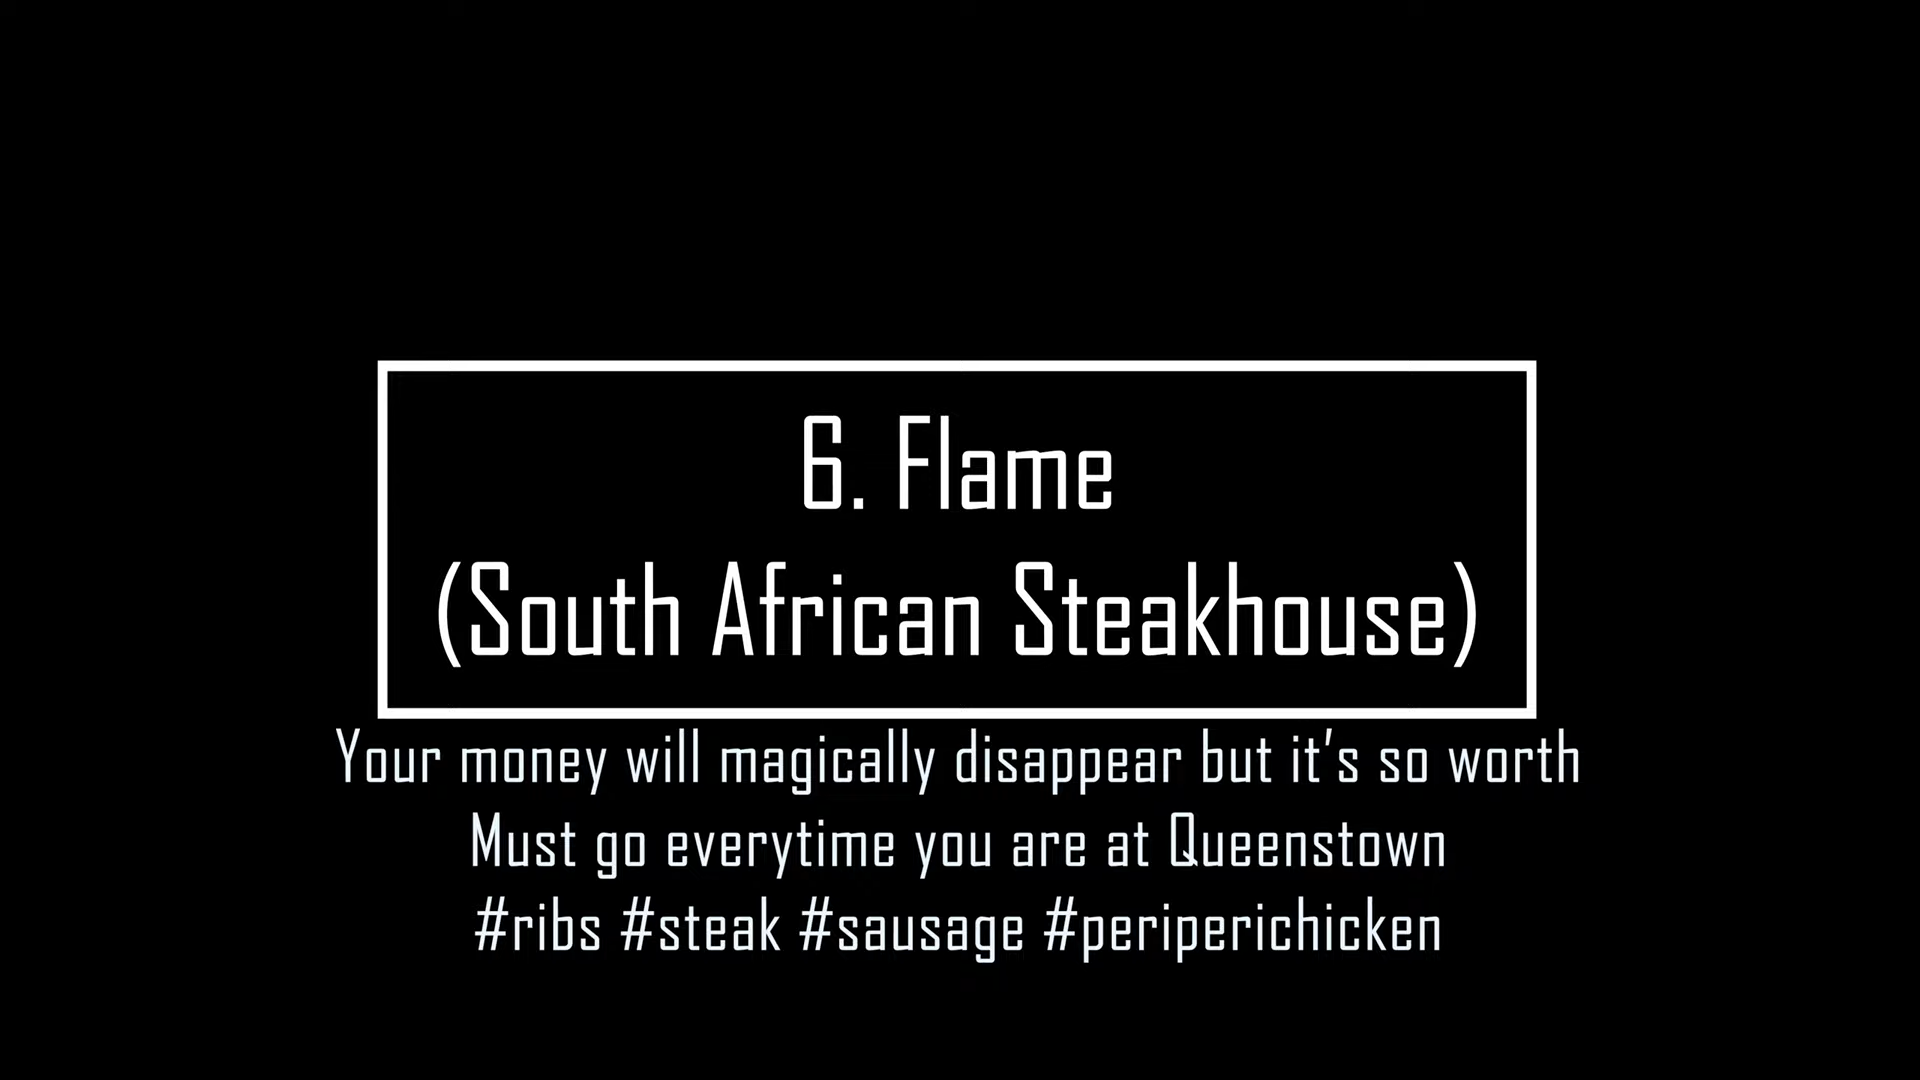 6. Flame
(South African Steakhouse)
Your money will magically disappear but it's so worth
Must go everytime you are at Queenstown
#ribs #steak #sausage #periperichicken